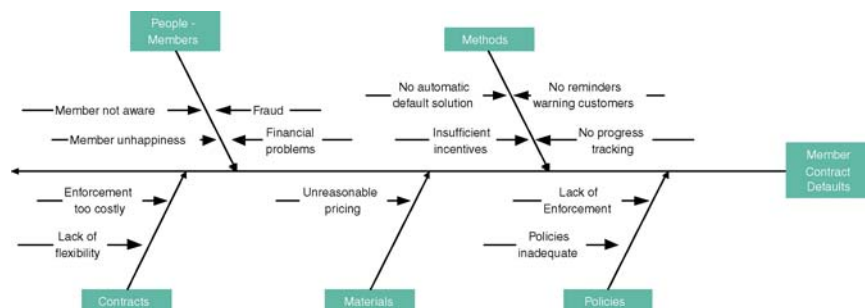 People -
Members
Methods
No automatic
default solution
No reminders
warning customers
Member not aware
Fraud
Member unhappiness
Financial
problems
Insufficient
incentives
No progress
tracking
Member
Contract
Defaults
Enforcement
too costly
Unreasonable
pricing
Lack of
Enforcement
Lack of
flexibility
Policies
inadequate
Contracts
Materials
Policies